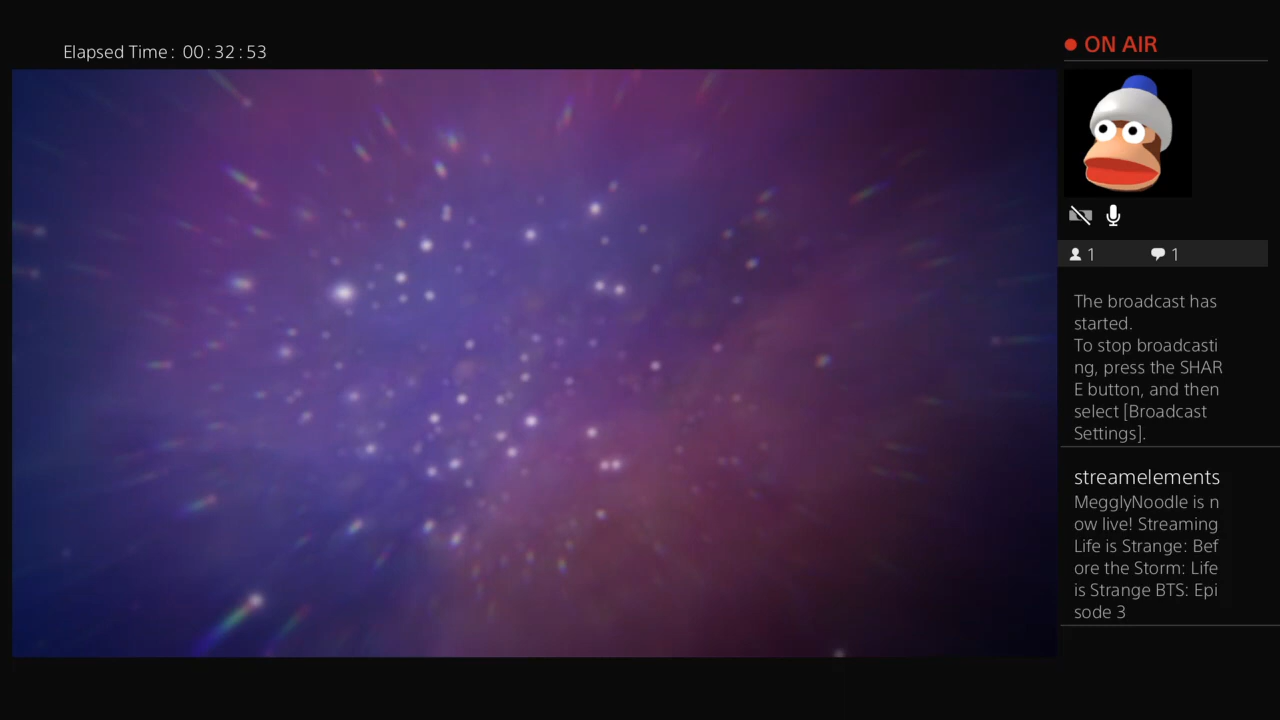 Elapsed Time: 00:32:53
ON AIR
1 1
The broadcast has
started.
To stop broadcasti
ng, press the SHAR
E button, and then
select [Broadcast
Settings].
streamelements
MegglyNoodle is n
ow live! Streaming
Life is Strange: Bef
ore the Storm: Life
is Strange BTS: Epi
sode 3